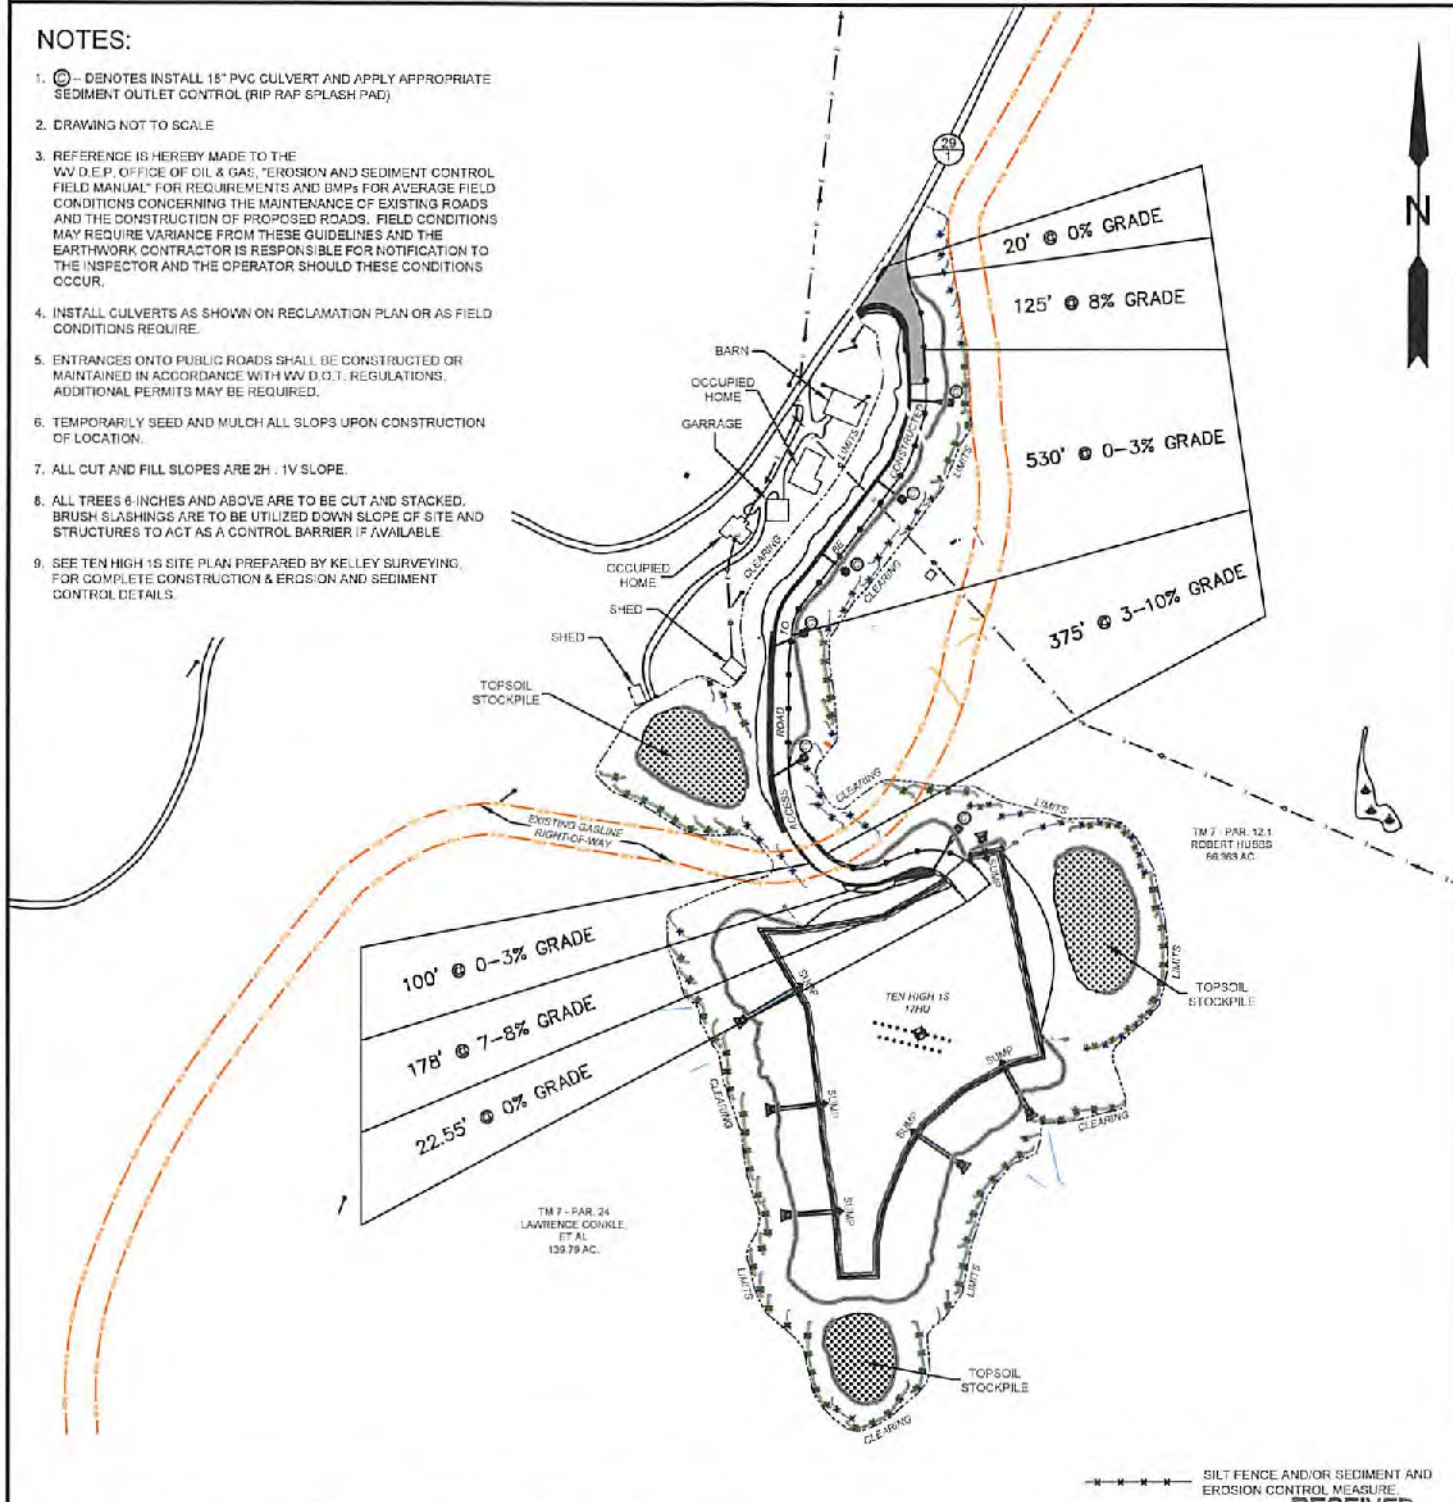 NOTES:
1. Ⓒ – DENOTES INSTALL 15" PVC CULVERT AND APPLY APPROPRIATE
SEDIMENT OUTLET CONTROL (RIP RAP SPLASH PAD)
2. DRAWING NOT TO SCALE
3. REFERENCE IS HEREBY MADE TO THE
WV D.E.P. OFFICE OF OIL & GAS, "EROSION AND SEDIMENT CONTROL
FIELD MANUAL" FOR REQUIREMENTS AND BMPs FOR AVERAGE FIELD
CONDITIONS CONCERNING THE MAINTENANCE OF EXISTING ROADS
AND THE CONSTRUCTION OF PROPOSED ROADS. FIELD CONDITIONS
MAY REQUIRE VARIANCE FROM THESE GUIDELINES AND THE
EARTHWORK CONTRACTOR IS RESPONSIBLE FOR NOTIFICATION TO
THE INSPECTOR AND THE OPERATOR SHOULD THESE CONDITIONS
OCCUR.
4. INSTALL CULVERTS AS SHOWN ON RECLAMATION PLAN OR AS FIELD
CONDITIONS REQUIRE.
5. ENTRANCES ONTO PUBLIC ROADS SHALL BE CONSTRUCTED OR
MAINTAINED IN ACCORDANCE WITH WV D.O.T. REGULATIONS.
ADDITIONAL PERMITS MAY BE REQUIRED.
6. TEMPORARILY SEED AND MULCH ALL SLOPS UPON CONSTRUCTION
OF LOCATION.
7. ALL CUT AND FILL SLOPES ARE 2H : 1V SLOPE.
8. ALL TREES 6-INCHES AND ABOVE ARE TO BE CUT AND STACKED.
BRUSH SLASHINGS ARE TO BE UTILIZED DOWN SLOPE OF SITE AND
STRUCTURES TO ACT AS A CONTROL BARRIER IF AVAILABLE.
9. SEE TEN HIGH 1S SITE PLAN PREPARED BY KELLEY SURVEYING,
FOR COMPLETE CONSTRUCTION & EROSION AND SEDIMENT
CONTROL DETAILS.
29
1
N
20' @ 0% GRADE
125' @ 8% GRADE
530' @ 0-3% GRADE
375' @ 3-10% GRADE
BARN
OCCUPIED
HOME
GARRAGE
OCCUPIED
HOME
SHED
SHED
TOPSOIL
STOCKPILE
CLEARING
LIMITS
ACCESS
ROAD
TO
BE
CONSTRUCTED
LIMITS
CLEARING
CLEARING
LIMITS
EXISTING GASLINE
RIGHT-OF-WAY
TM 7 - PAR. 12.1
ROBERT HUBBS
86.363 AC.
TOPSOIL
STOCKPILE
LIMITS
100' @ 0-3% GRADE
178' @ 7-8% GRADE
22.55' @ 0% GRADE
SUMP
SUMP
TEN HIGH 1S
17HU
SUMP
SUMP
SUMP
SUMP
CLEARING
CLEARING
TM 7 - PAR. 24
LAWRENCE CONKLE,
ET AL
139.79 AC.
LIMITS
LIMITS
TOPSOIL
STOCKPILE
CLEARING
SILT FENCE AND/OR SEDIMENT AND
EROSION CONTROL MEASURE.
RECEIVED